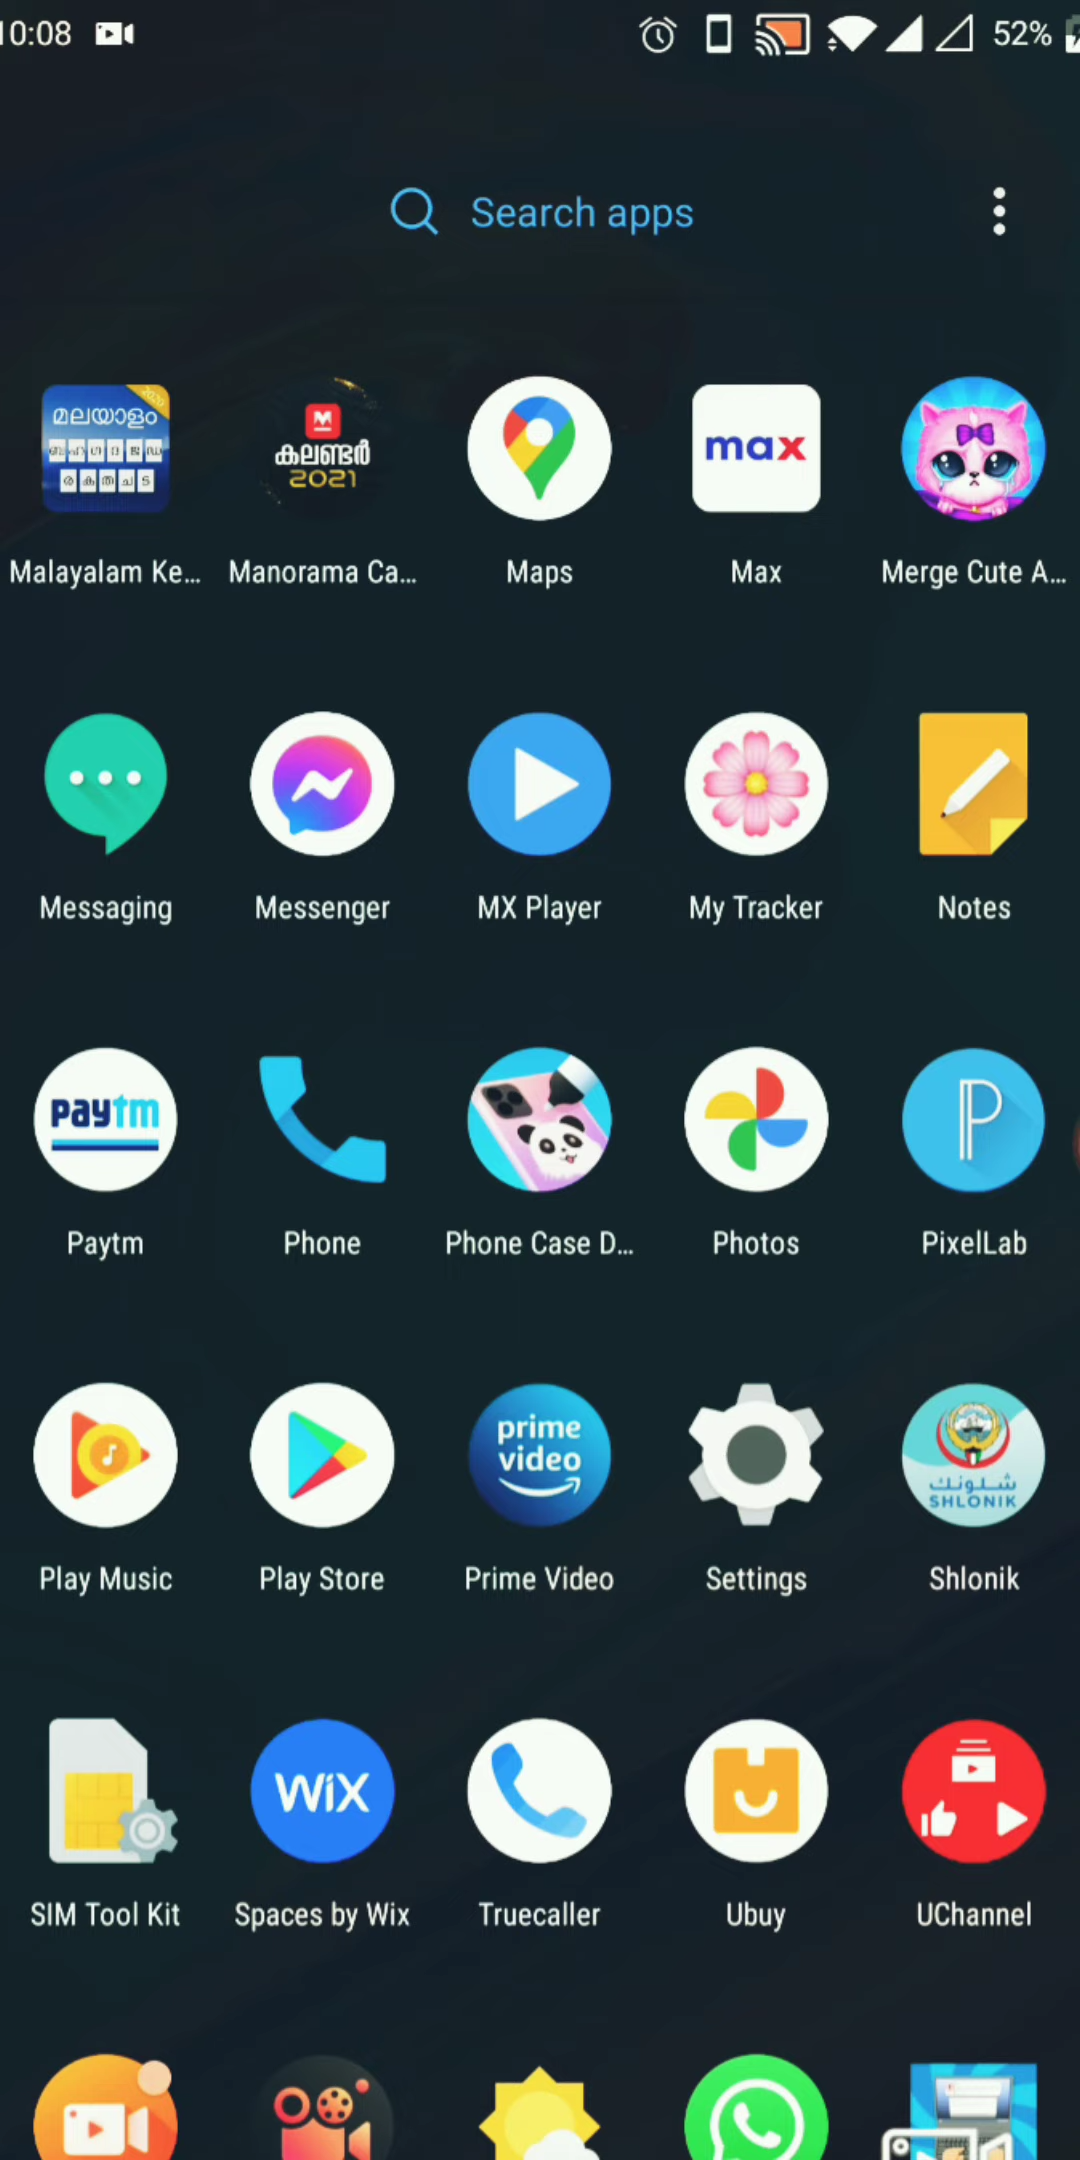 10:08 52%
Search apps
2020
മലയാളം
ബ ഹ ഗ ദ ജ ഡ
ര ക ത ച ട
കലണ്ടർ
2021
max
Malayalam Ke... Manorama Ca... Maps Max Merge Cute A...
Messaging Messenger MX Player My Tracker Notes
paytm
P
Paytm Phone Phone Case D... Photos PixelLab
prime
video
شلونك
SHLONIK
Play Music Play Store Prime Video Settings Shlonik
WiX
SIM Tool Kit Spaces by Wix Truecaller Ubuy UChannel